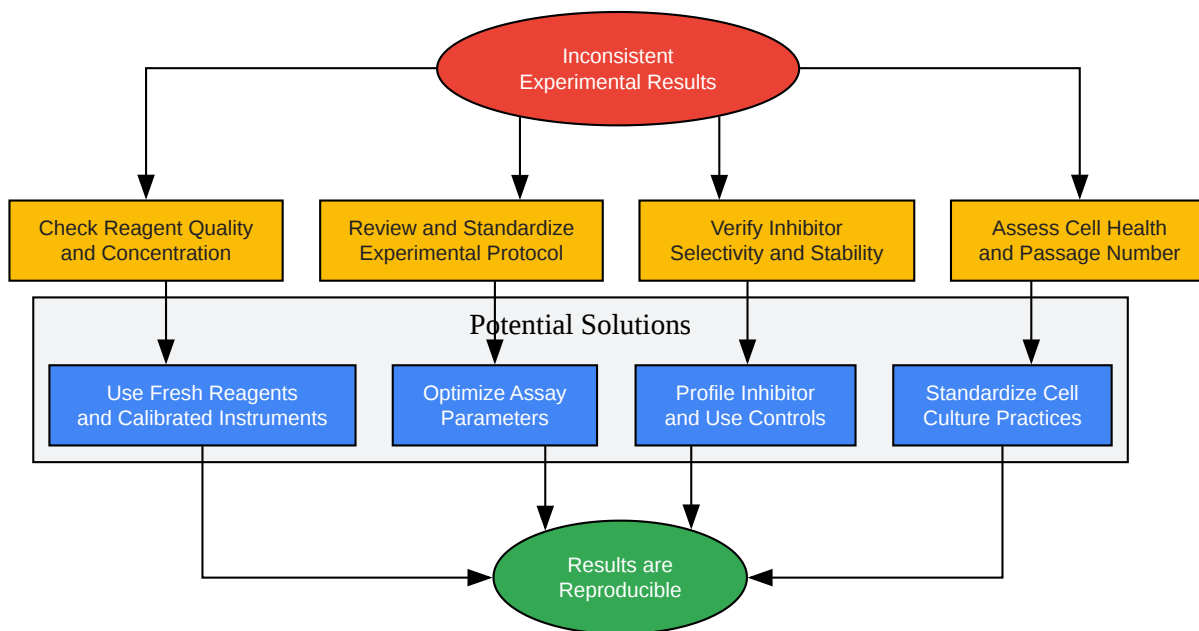 Inconsistent
Experimental Results
Check Reagent Quality
and Concentration
Review and Standardize
Experimental Protocol
Verify Inhibitor
Selectivity and Stability
Assess Cell Health
and Passage Number
Potential Solutions
Use Fresh Reagents
and Calibrated Instruments
Optimize Assay
Parameters
Profile Inhibitor
and Use Controls
Standardize Cell
Culture Practices
Results are
Reproducible